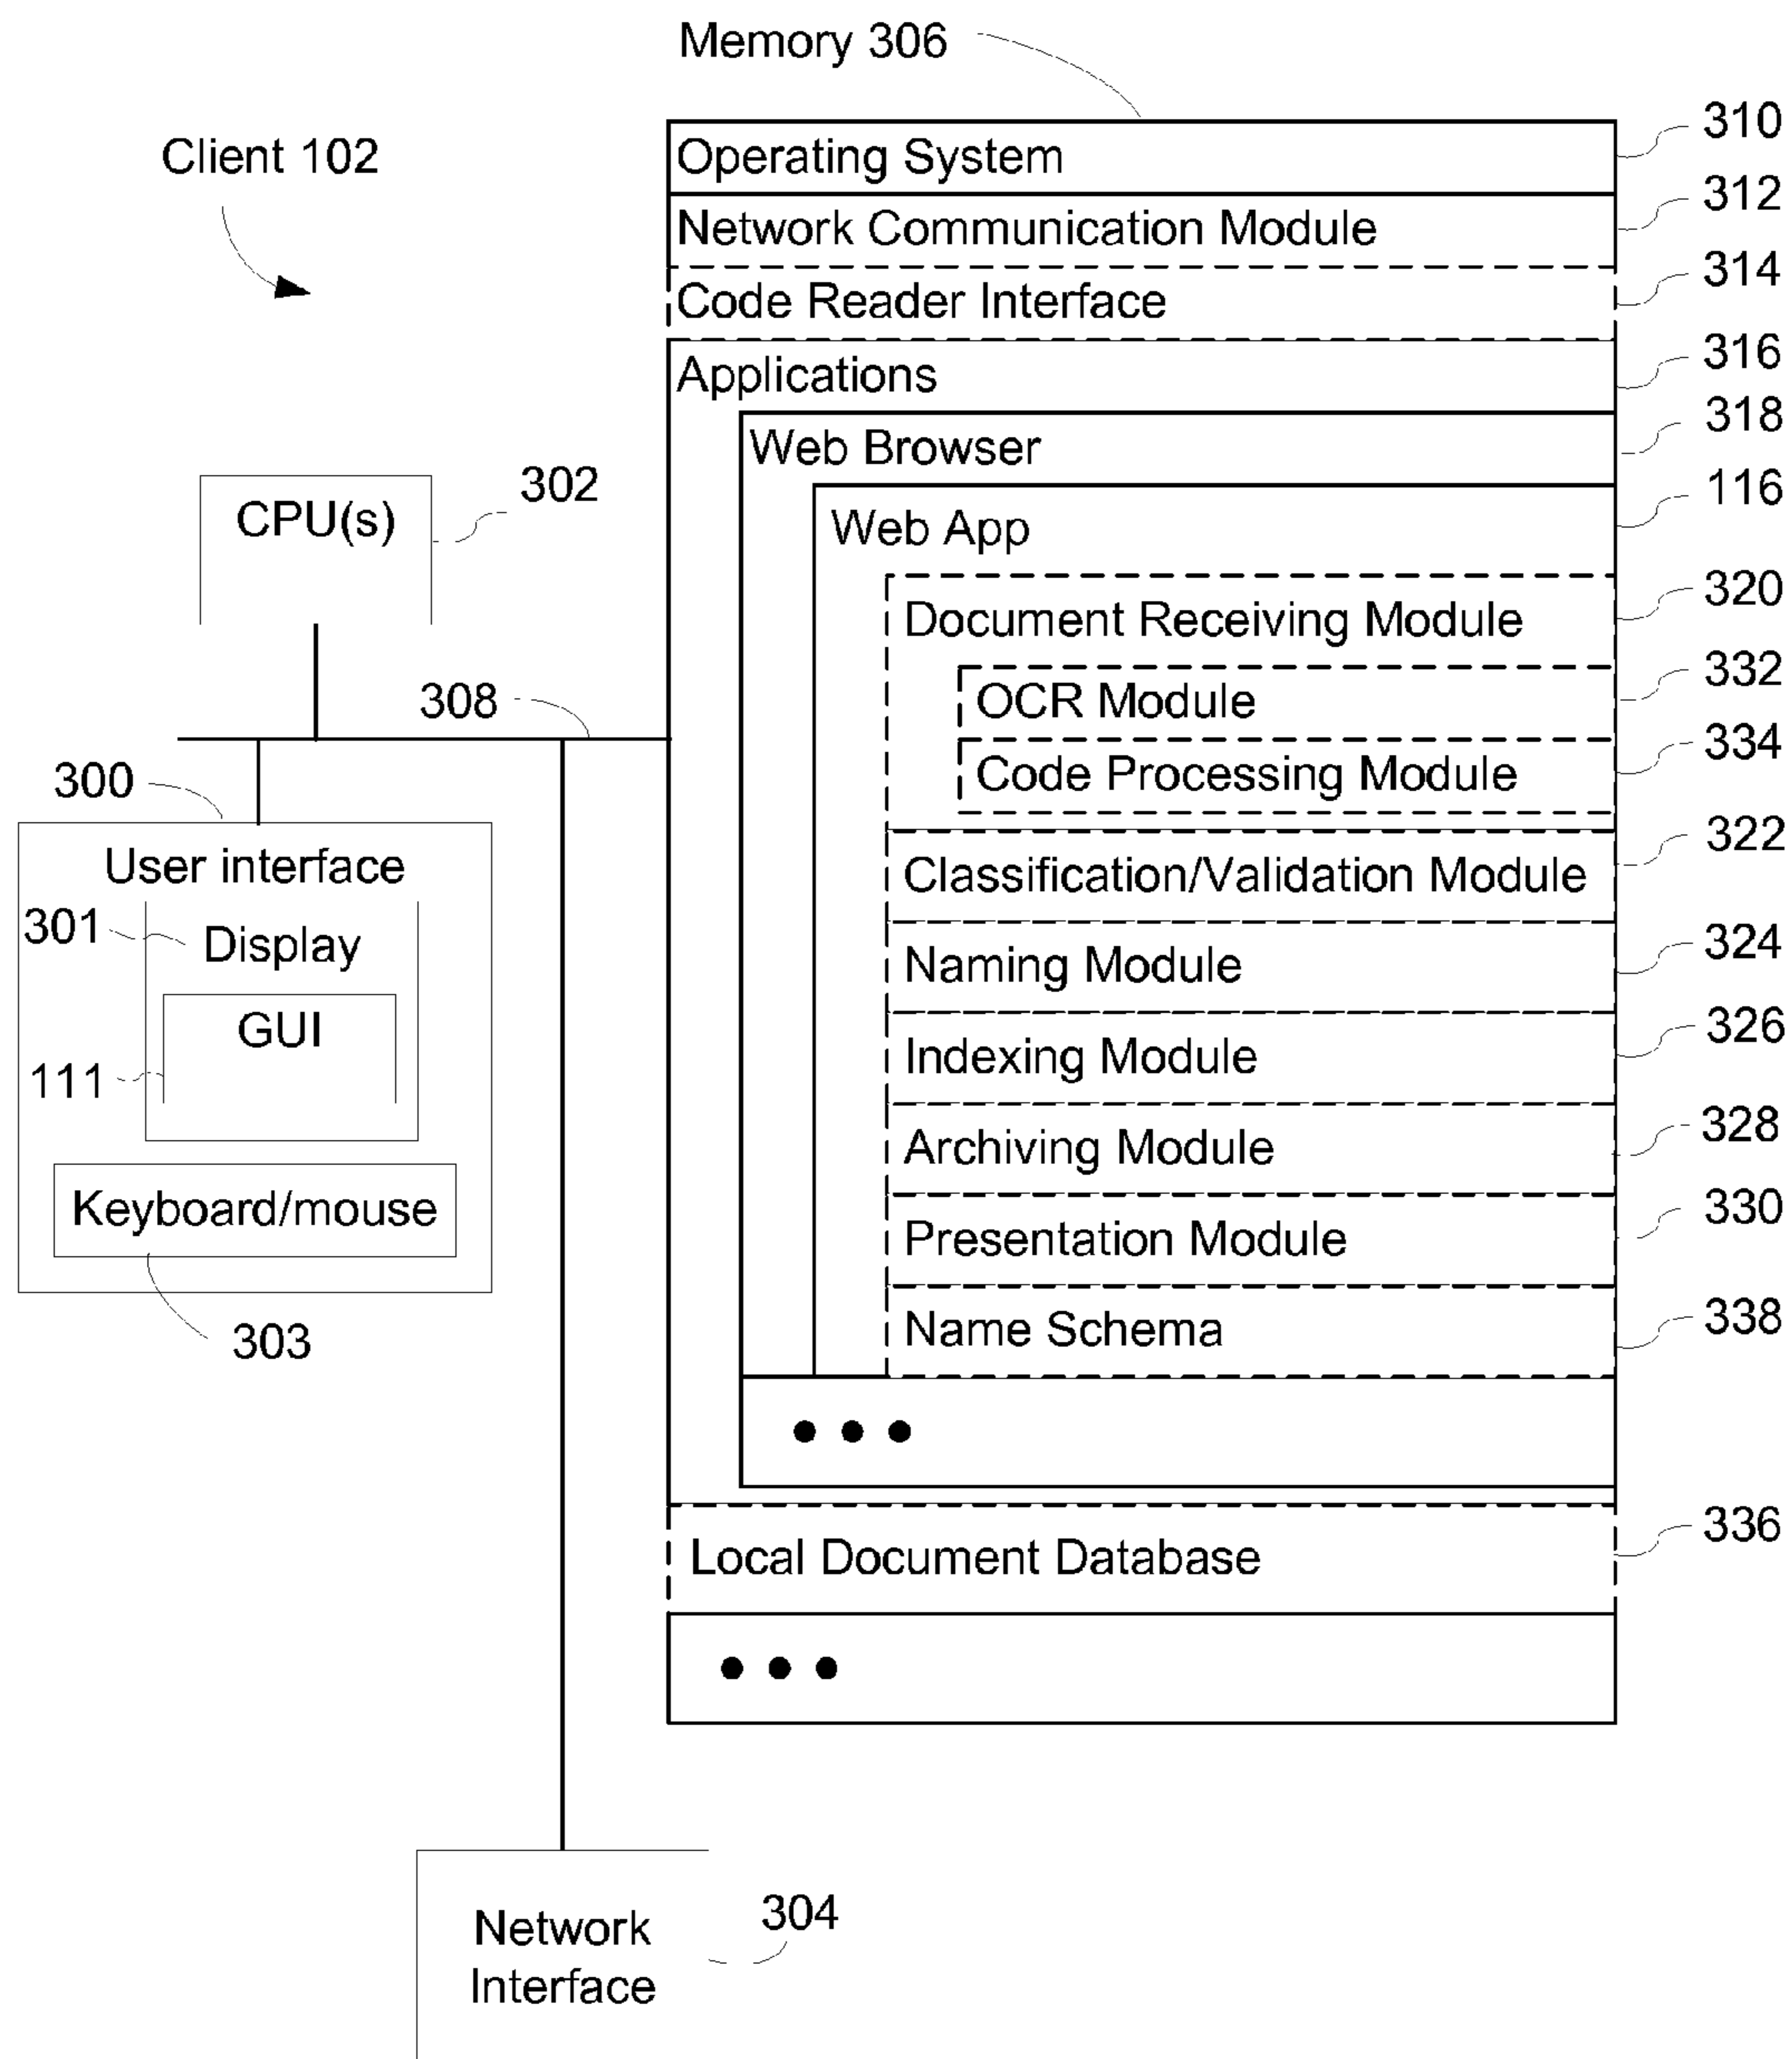 Memory 306
Client 102
Operating System 310
Network Communication Module 312
Code Reader Interface 314
Applications 316
Web Browser 318
Web App 116
Document Receiving Module 320
OCR Module 332
Code Processing Module 334
Classification/Validation Module 322
Naming Module 324
Indexing Module 326
Archiving Module 328
Presentation Module 330
Name Schema 338
Local Document Database 336
CPU(s) 302
308
300
User interface
301 Display
GUI
111
Keyboard/mouse
303
Network
Interface
304